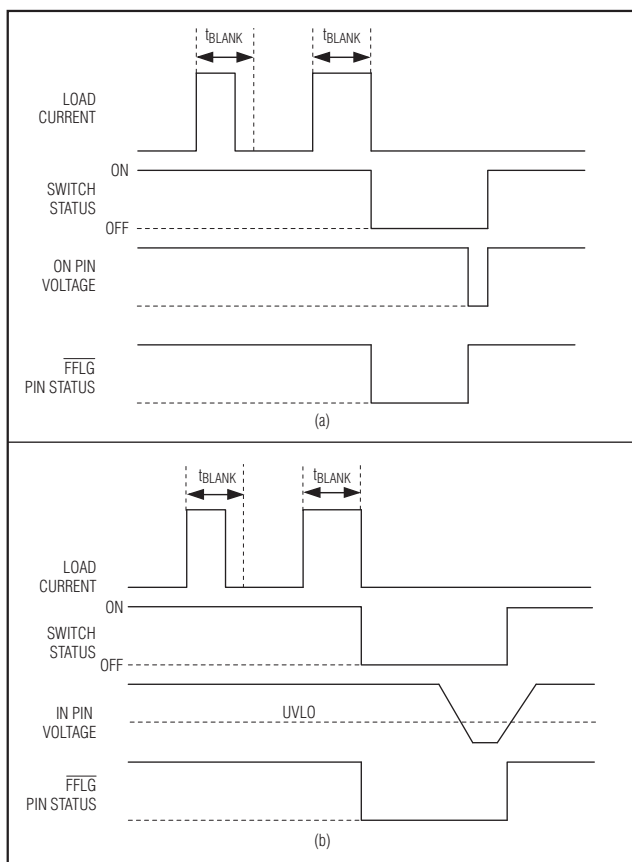 tBLANK tBLANK
LOAD
CURRENT
ON
SWITCH
STATUS
OFF
ON PIN
VOLTAGE
FFLG
PIN STATUS
(a)
tBLANK tBLANK
LOAD
CURRENT
ON
SWITCH
STATUS
OFF
IN PIN
VOLTAGE
UVLO
FFLG
PIN STATUS
(b)